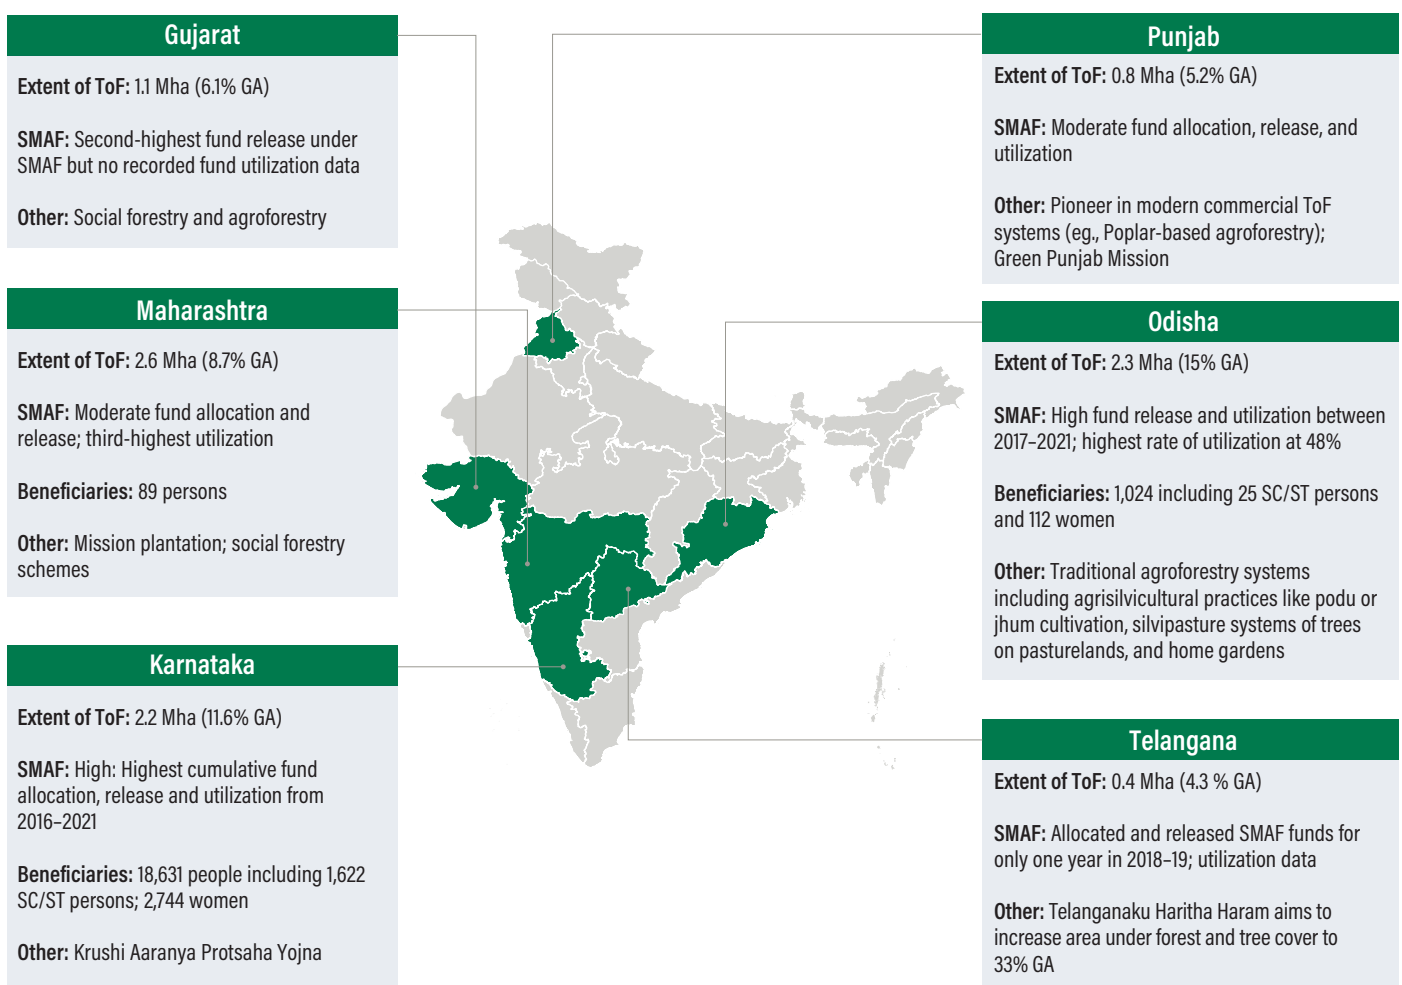 Gujarat
Extent of ToF: 1.1 Mha (6.1% GA)
SMAF: Second-highest fund release under
SMAF but no recorded fund utilization data
Other: Social forestry and agroforestry
Maharashtra
Extent of ToF: 2.6 Mha (8.7% GA)
SMAF: Moderate fund allocation and
release; third-highest utilization
Beneficiaries: 89 persons
Other: Mission plantation; social forestry
schemes
Karnataka
Extent of ToF: 2.2 Mha (11.6% GA)
SMAF: High: Highest cumulative fund
allocation, release and utilization from
2016–2021
Beneficiaries: 18,631 people including 1,622
SC/ST persons; 2,744 women
Other: Krushi Aaranya Protsaha Yojna
Punjab
Extent of ToF: 0.8 Mha (5.2% GA)
SMAF: Moderate fund allocation, release, and
utilization
Other: Pioneer in modern commercial ToF
systems (eg., Poplar-based agroforestry);
Green Punjab Mission
Odisha
Extent of ToF: 2.3 Mha (15% GA)
SMAF: High fund release and utilization between
2017–2021; highest rate of utilization at 48%
Beneficiaries: 1,024 including 25 SC/ST persons
and 112 women
Other: Traditional agroforestry systems
including agrisilvicultural practices like podu or
jhum cultivation, silvipasture systems of trees
on pasturelands, and home gardens
Telangana
Extent of ToF: 0.4 Mha (4.3 % GA)
SMAF: Allocated and released SMAF funds for
only one year in 2018–19; utilization data
Other: Telanganaku Haritha Haram aims to
increase area under forest and tree cover to
33% GA